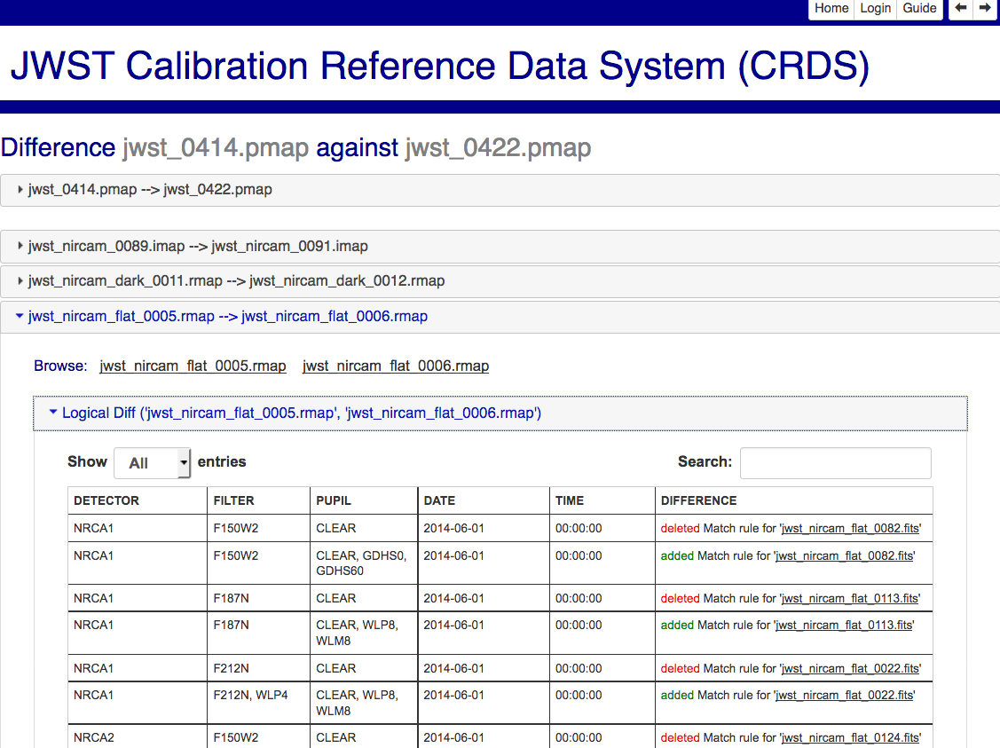 Home Login Guide
JWST Calibration Reference Data System (CRDS)
Difference jwst_0414.pmap against jwst_0422.pmap
jwst_0414.pmap --> jwst_0422.pmap
jwst_nircam_0089.imap --> jwst_nircam_0091.imap
jwst_nircam_dark_0011.rmap --> jwst_nircam_dark_0012.rmap
jwst_nircam_flat_0005.rmap --> jwst_nircam_flat_0006.rmap
Browse: jwst_nircam_flat_0005.rmap jwst_nircam_flat_0006.rmap
Logical Diff ('jwst_nircam_flat_0005.rmap', 'jwst_nircam_flat_0006.rmap')
Show All entries Search:
DETECTOR FILTER PUPIL DATE TIME DIFFERENCE
NRCA1 F150W2 CLEAR 2014-06-01 00:00:00 deleted Match rule for 'jwst_nircam_flat_0082.fits'
NRCA1 F150W2 CLEAR, GDHS0, 2014-06-01 00:00:00 added Match rule for 'jwst_nircam_flat_0082.fits'
GDHS60
NRCA1 F187N CLEAR 2014-06-01 00:00:00 deleted Match rule for 'jwst_nircam_flat_0113.fits'
NRCA1 F187N CLEAR, WLP8, 2014-06-01 00:00:00 added Match rule for 'jwst_nircam_flat_0113.fits'
WLM8
NRCA1 F212N CLEAR 2014-06-01 00:00:00 deleted Match rule for 'jwst_nircam_flat_0022.fits'
NRCA1 F212N, WLP4 CLEAR, WLP8, 2014-06-01 00:00:00 added Match rule for 'jwst_nircam_flat_0022.fits'
WLM8
NRCA2 F150W2 CLEAR 2014-06-01 00:00:00 deleted Match rule for 'jwst_nircam_flat_0124.fits'